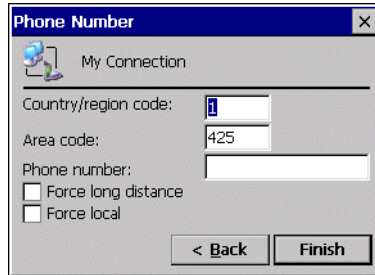 Phone Number
My Connection
Country/region code: 1
Area code: 425
Phone number:
Force long distance
Force local
< Back Finish